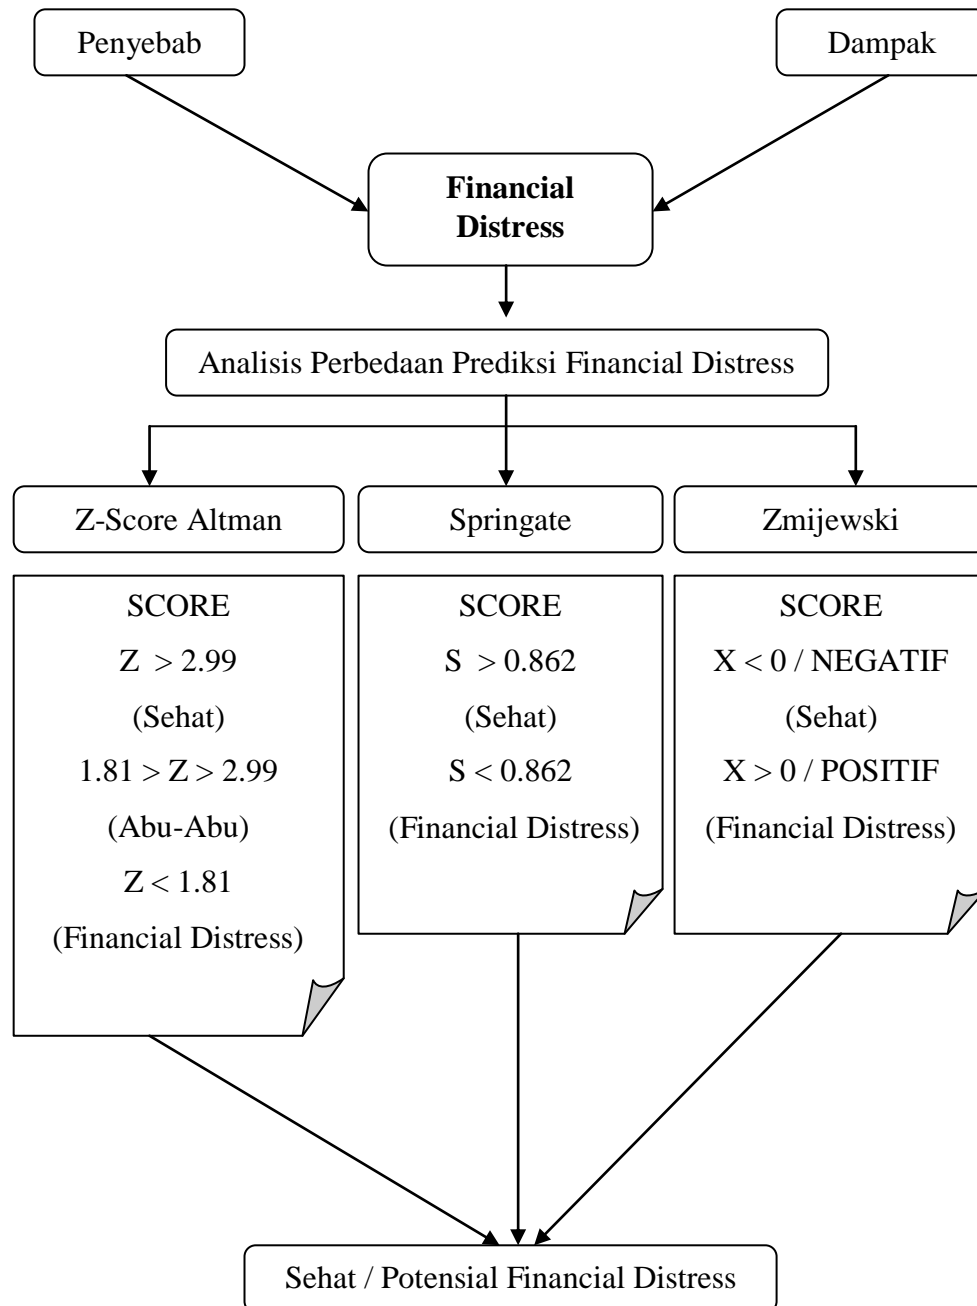 Penyebab
Dampak
Financial
Distress
Analisis Perbedaan Prediksi Financial Distress
Z-Score Altman
Springate
Zmijewski
SCORE
Z > 2.99
(Sehat)
1.81 > Z > 2.99
(Abu-Abu)
Z < 1.81
(Financial Distress)
SCORE
S > 0.862
(Sehat)
S < 0.862
(Financial Distress)
SCORE
X < 0 / NEGATIF
(Sehat)
X > 0 / POSITIF
(Financial Distress)
Sehat / Potensial Financial Distress